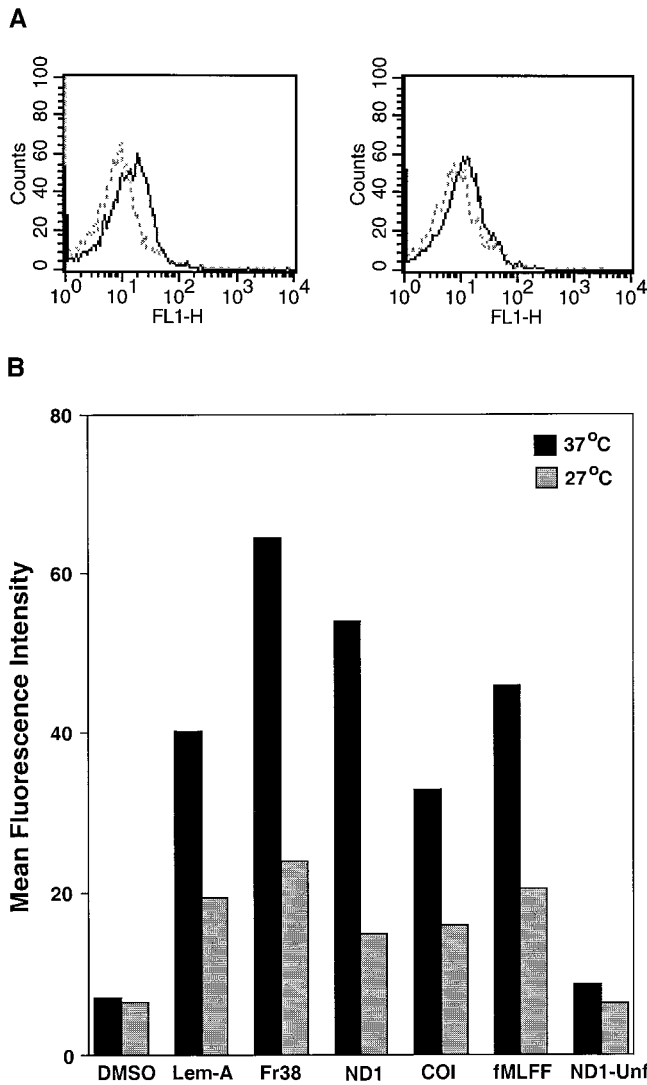 A
100
80
60
40
20
0
Counts
10^0 10^1 10^2 10^3 10^4
FL1-H
100
80
60
40
20
0
Counts
10^0 10^1 10^2 10^3 10^4
FL1-H
B
80
60
40
20
0
Mean Fluorescence Intensity
37°C
27°C
DMSO Lem-A Fr38 ND1 COI fMLFF ND1-Unf